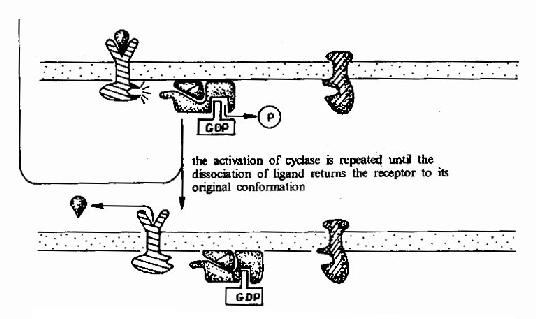 GDP
P
the activation of cyclase is repeated until the
dissociation of ligand returns the receptor to its
original conformation
GDP